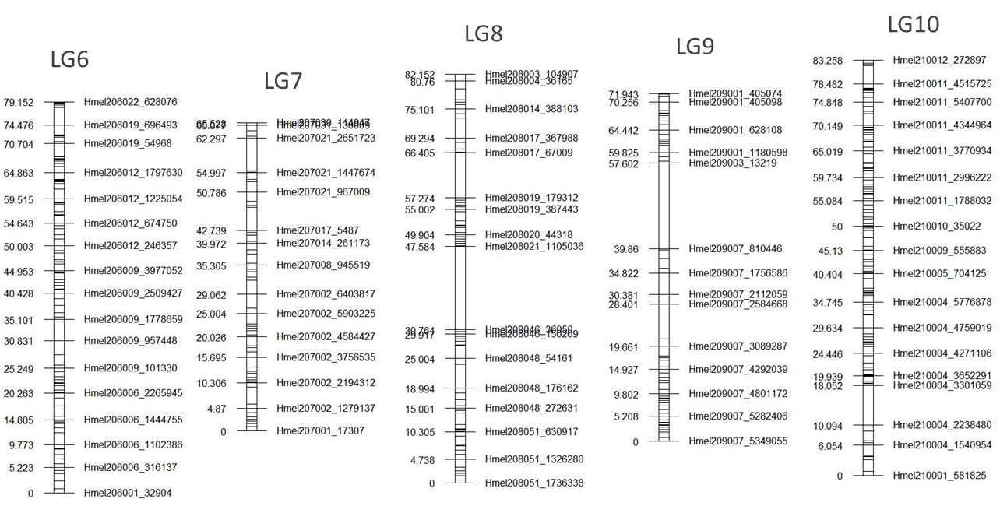 LG6
79.152 Hmel206022_628076
74.476 Hmel206019_696493
70.704 Hmel206019_54968
64.863 Hmel206012_1797630
59.515 Hmel206012_1225054
54.643 Hmel206012_674750
50.003 Hmel206012_246357
44.953 Hmel206009_3977052
40.428 Hmel206009_2509427
35.101 Hmel206009_1778659
30.831 Hmel206009_957448
25.249 Hmel206009_101330
20.263 Hmel206006_2265945
14.805 Hmel206006_1444755
9.773 Hmel206006_1102386
5.223 Hmel206006_316137
0 Hmel206001_32904
LG7
62.297 Hmel207021_2651723
54.997 Hmel207021_1447674
50.786 Hmel207021_967009
42.739 Hmel207017_5487
39.972 Hmel207014_261173
35.305 Hmel207008_945519
29.062 Hmel207002_6403817
25.004 Hmel207002_5903225
20.026 Hmel207002_4584427
15.695 Hmel207002_3756535
10.306 Hmel207002_2194312
4.87 Hmel207002_1279137
0 Hmel207001_17307
LG8
82.152 Hmel208003_104907
80.76 Hmel208004_36165
75.101 Hmel208014_388103
69.294 Hmel208017_367988
66.405 Hmel208017_67009
57.274 Hmel208019_179312
55.002 Hmel208019_387443
49.904 Hmel208020_44318
47.584 Hmel208021_1105036
30.764 Hmel208046_36050
29.917
25.004 Hmel208048_54161
18.994 Hmel208048_176162
15.001 Hmel208048_272631
10.305 Hmel208051_630917
4.738 Hmel208051_1326280
0 Hmel208051_1736338
LG9
71.943 Hmel209001_405074
70.256 Hmel209001_405098
64.442 Hmel209001_628108
59.825 Hmel209001_1180598
57.602 Hmel209003_13219
39.86 Hmel209007_810446
34.822 Hmel209007_1756586
30.381 Hmel209007_2112059
28.401 Hmel209007_2584668
19.661 Hmel209007_3089287
14.927 Hmel209007_4292039
9.802 Hmel209007_4801172
5.208 Hmel209007_5282406
0 Hmel209007_5349055
LG10
83.258 Hmel210012_272897
78.482 Hmel210011_4515725
74.848 Hmel210011_5407700
70.149 Hmel210011_4344964
65.019 Hmel210011_3770934
59.734 Hmel210011_2996222
55.084 Hmel210011_1788032
50 Hmel210010_35022
45.13 Hmel210009_555883
40.404 Hmel210005_704125
34.745 Hmel210004_5776878
29.634 Hmel210004_4759019
24.446 Hmel210004_4271106
19.939 Hmel210004_3652291
18.052 Hmel210004_3301059
10.094 Hmel210004_2238480
6.054 Hmel210004_1540954
0 Hmel210001_581825